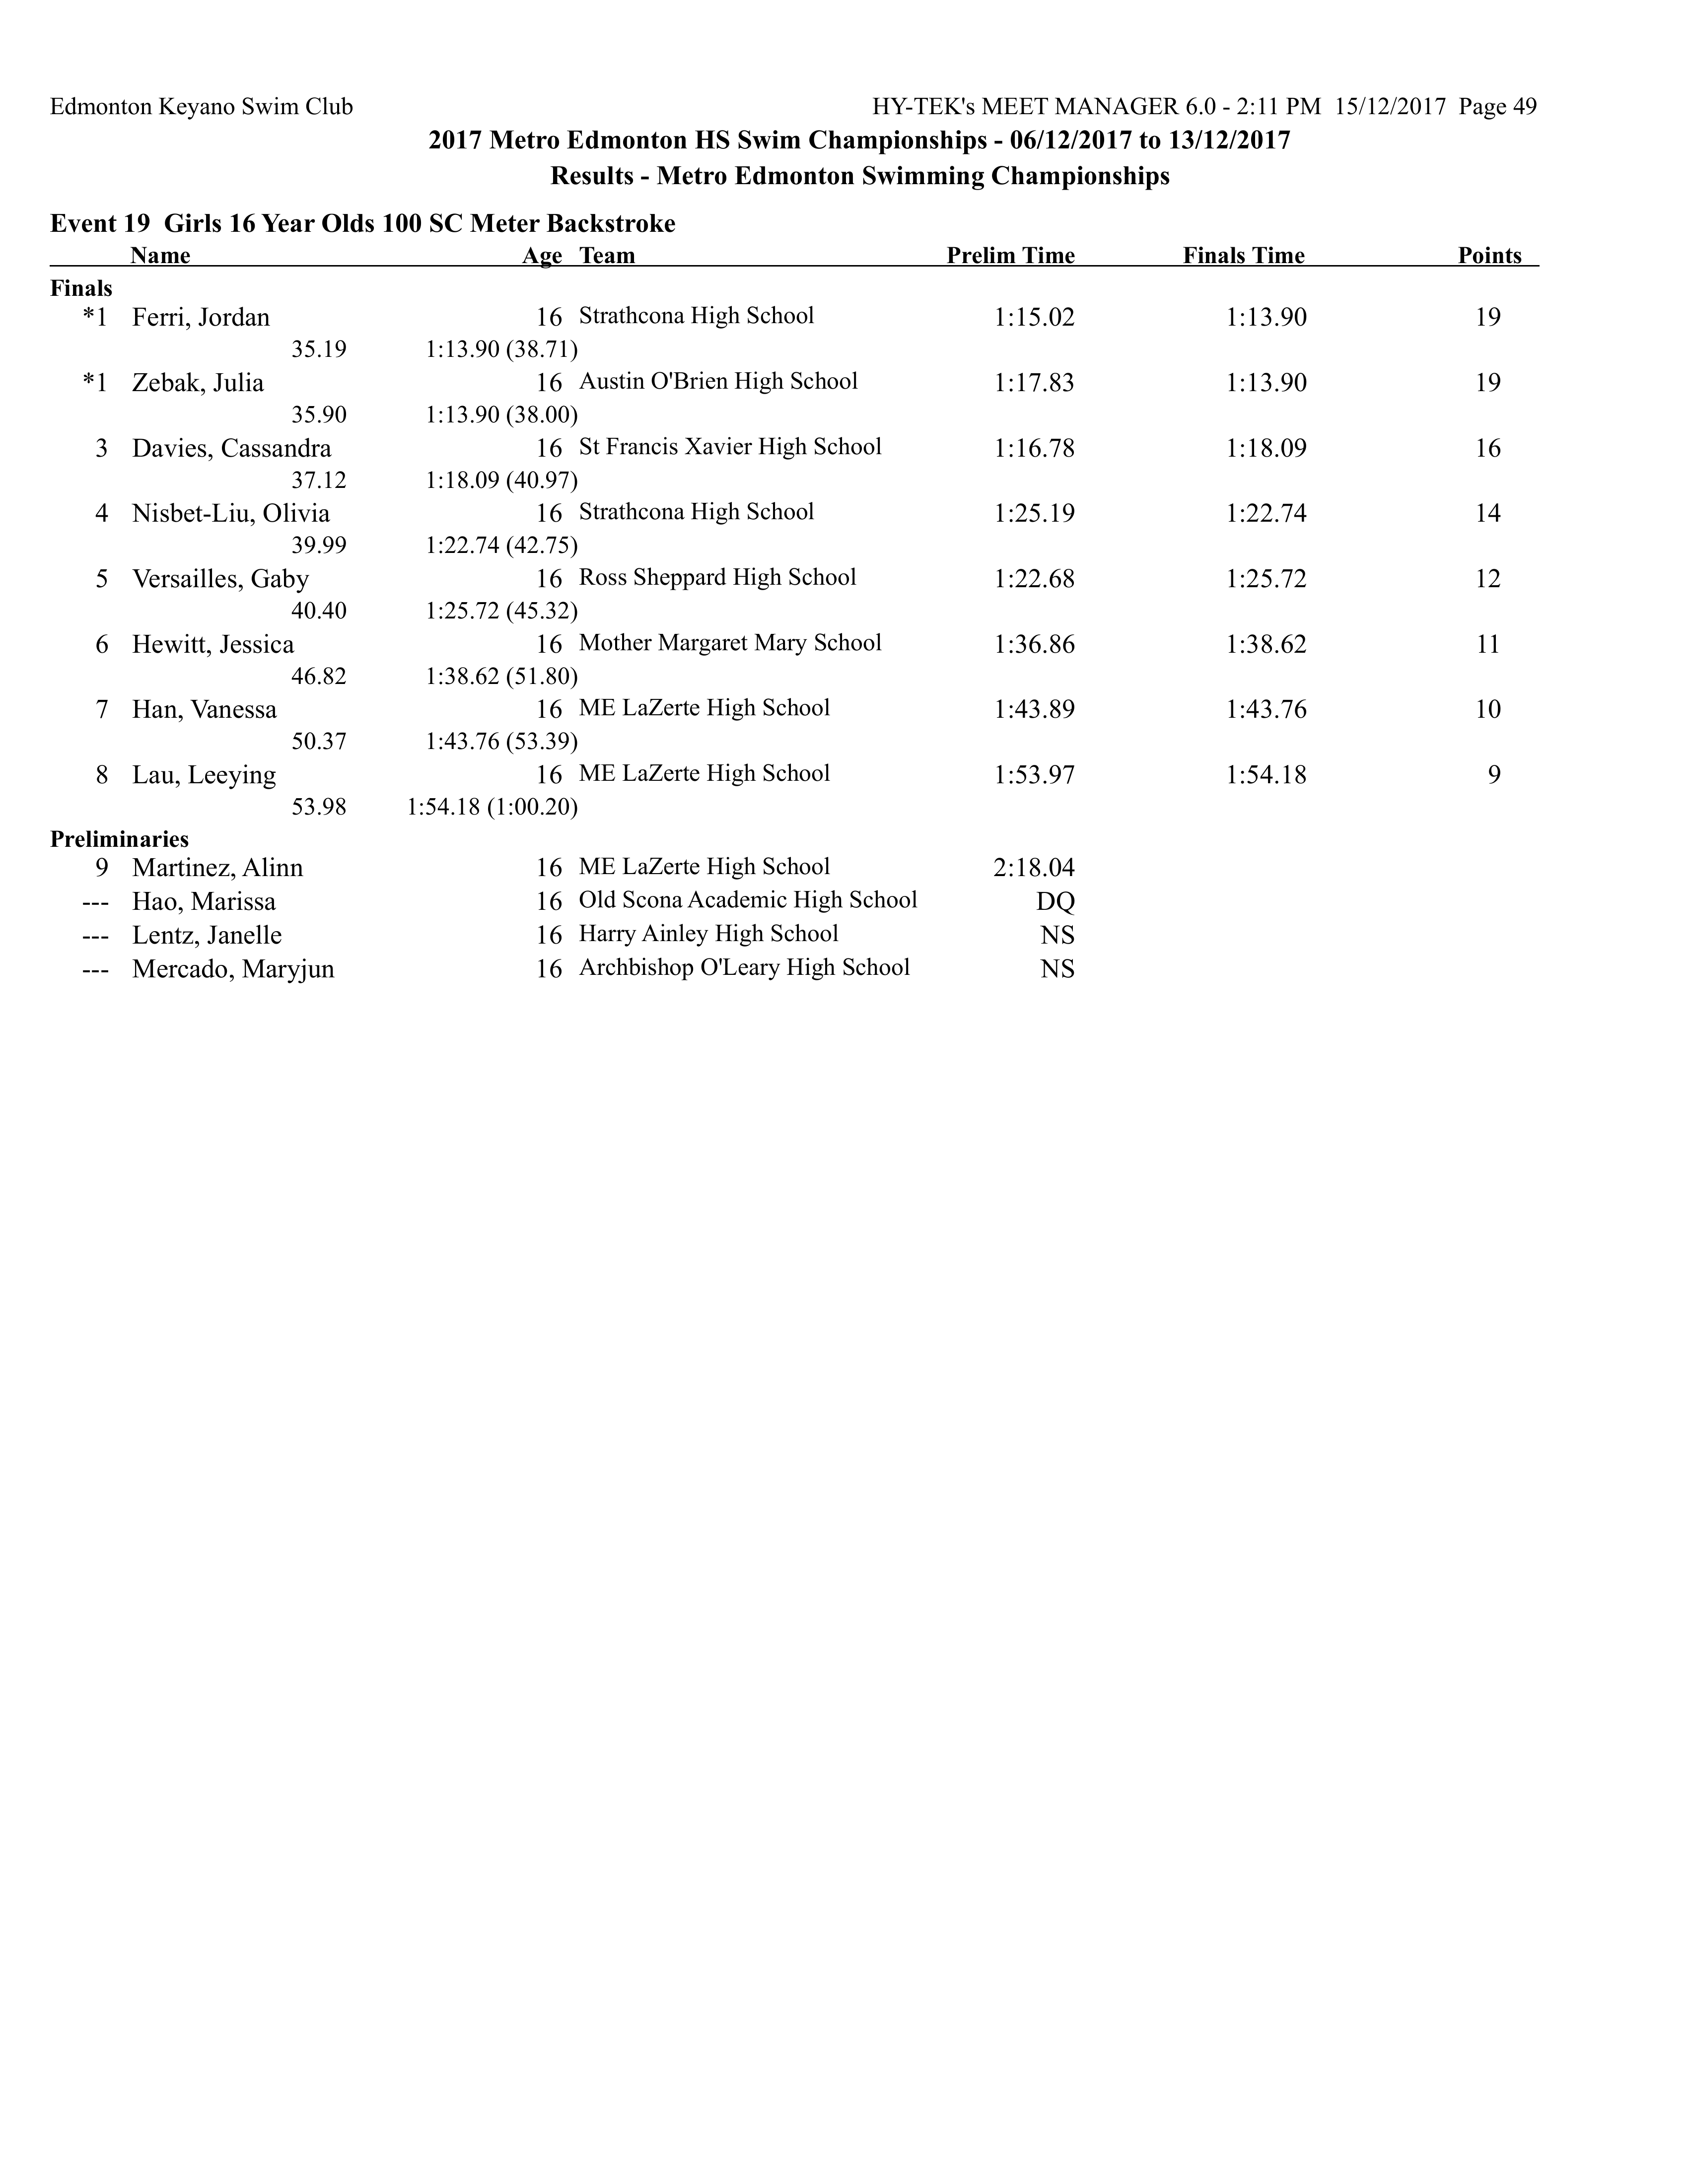 Edmonton Keyano Swim Club HY-TEK's MEET MANAGER 6.0 - 2:11 PM 15/12/2017 Page 49
2017 Metro Edmonton HS Swim Championships - 06/12/2017 to 13/12/2017
Results - Metro Edmonton Swimming Championships
Event 19 Girls 16 Year Olds 100 SC Meter Backstroke
Name Age Team Prelim Time Finals Time Points
Finals
*1 Ferri, Jordan 16 Strathcona High School 1:15.02 1:13.90 19
35.19 1:13.90 (38.71)
*1 Zebak, Julia 16 Austin O'Brien High School 1:17.83 1:13.90 19
35.90 1:13.90 (38.00)
3 Davies, Cassandra 16 St Francis Xavier High School 1:16.78 1:18.09 16
37.12 1:18.09 (40.97)
4 Nisbet-Liu, Olivia 16 Strathcona High School 1:25.19 1:22.74 14
39.99 1:22.74 (42.75)
5 Versailles, Gaby 16 Ross Sheppard High School 1:22.68 1:25.72 12
40.40 1:25.72 (45.32)
6 Hewitt, Jessica 16 Mother Margaret Mary School 1:36.86 1:38.62 11
46.82 1:38.62 (51.80)
7 Han, Vanessa 16 ME LaZerte High School 1:43.89 1:43.76 10
50.37 1:43.76 (53.39)
8 Lau, Leeying 16 ME LaZerte High School 1:53.97 1:54.18 9
53.98 1:54.18 (1:00.20)
Preliminaries
9 Martinez, Alinn 16 ME LaZerte High School 2:18.04
--- Hao, Marissa 16 Old Scona Academic High School DQ
--- Lentz, Janelle 16 Harry Ainley High School NS
--- Mercado, Maryjun 16 Archbishop O'Leary High School NS